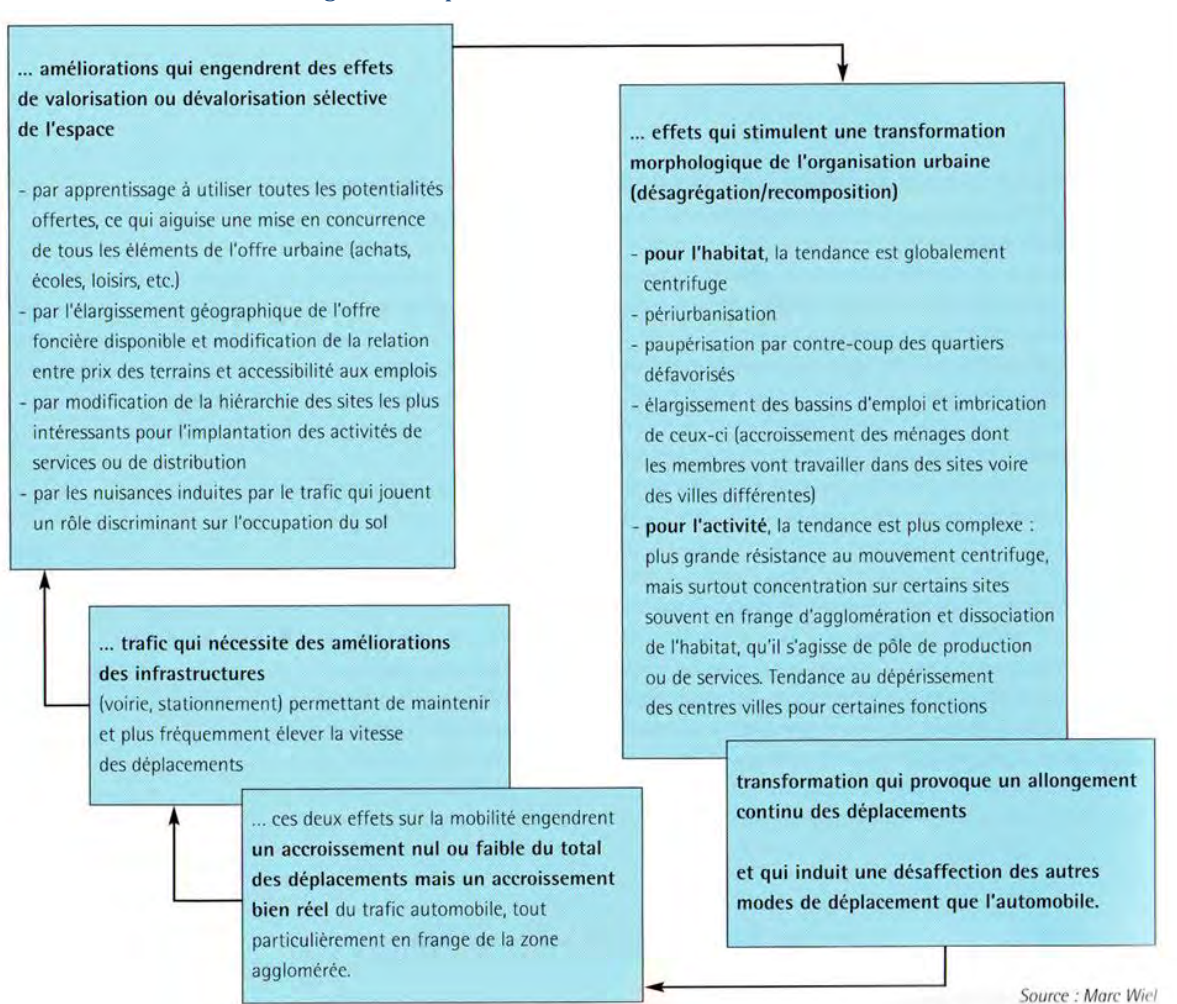 ... améliorations qui engendrent des effets
de valorisation ou dévalorisation sélective
de l'espace
- par apprentissage à utiliser toutes les potentialités
offertes, ce qui aiguise une mise en concurrence
de tous les éléments de l'offre urbaine (achats,
écoles, loisirs, etc.)
- par l'élargissement géographique de l'offre
foncière disponible et modification de la relation
entre prix des terrains et accessibilité aux emplois
- par modification de la hiérarchie des sites les plus
intéressants pour l'implantation des activités de
services ou de distribution
- par les nuisances induites par le trafic qui jouent
un rôle discriminant sur l'occupation du sol
... effets qui stimulent une transformation
morphologique de l'organisation urbaine
(désagrégation/recomposition)
- pour l'habitat, la tendance est globalement
centrifuge
- périurbanisation
- paupérisation par contre-coup des quartiers
défavorisés
- élargissement des bassins d'emploi et imbrication
de ceux-ci (accroissement des ménages dont
les membres vont travailler dans des sites voire
des villes différentes)
- pour l'activité, la tendance est plus complexe :
plus grande résistance au mouvement centrifuge,
mais surtout concentration sur certains sites
souvent en frange d'agglomération et dissociation
de l'habitat, qu'il s'agisse de pôle de production
ou de services. Tendance au dépérissement
des centres villes pour certaines fonctions
transformation qui provoque un allongement
continu des déplacements
et qui induit une désaffection des autres
modes de déplacement que l'automobile.
... ces deux effets sur la mobilité engendrent
un accroissement nul ou faible du total
des déplacements mais un accroissement
bien réel du trafic automobile, tout
particulièrement en frange de la zone
agglomérée.
... trafic qui nécessite des améliorations
des infrastructures
(voirie, stationnement) permettant de maintenir
et plus fréquemment élever la vitesse
des déplacements
Source : Marc Wiel